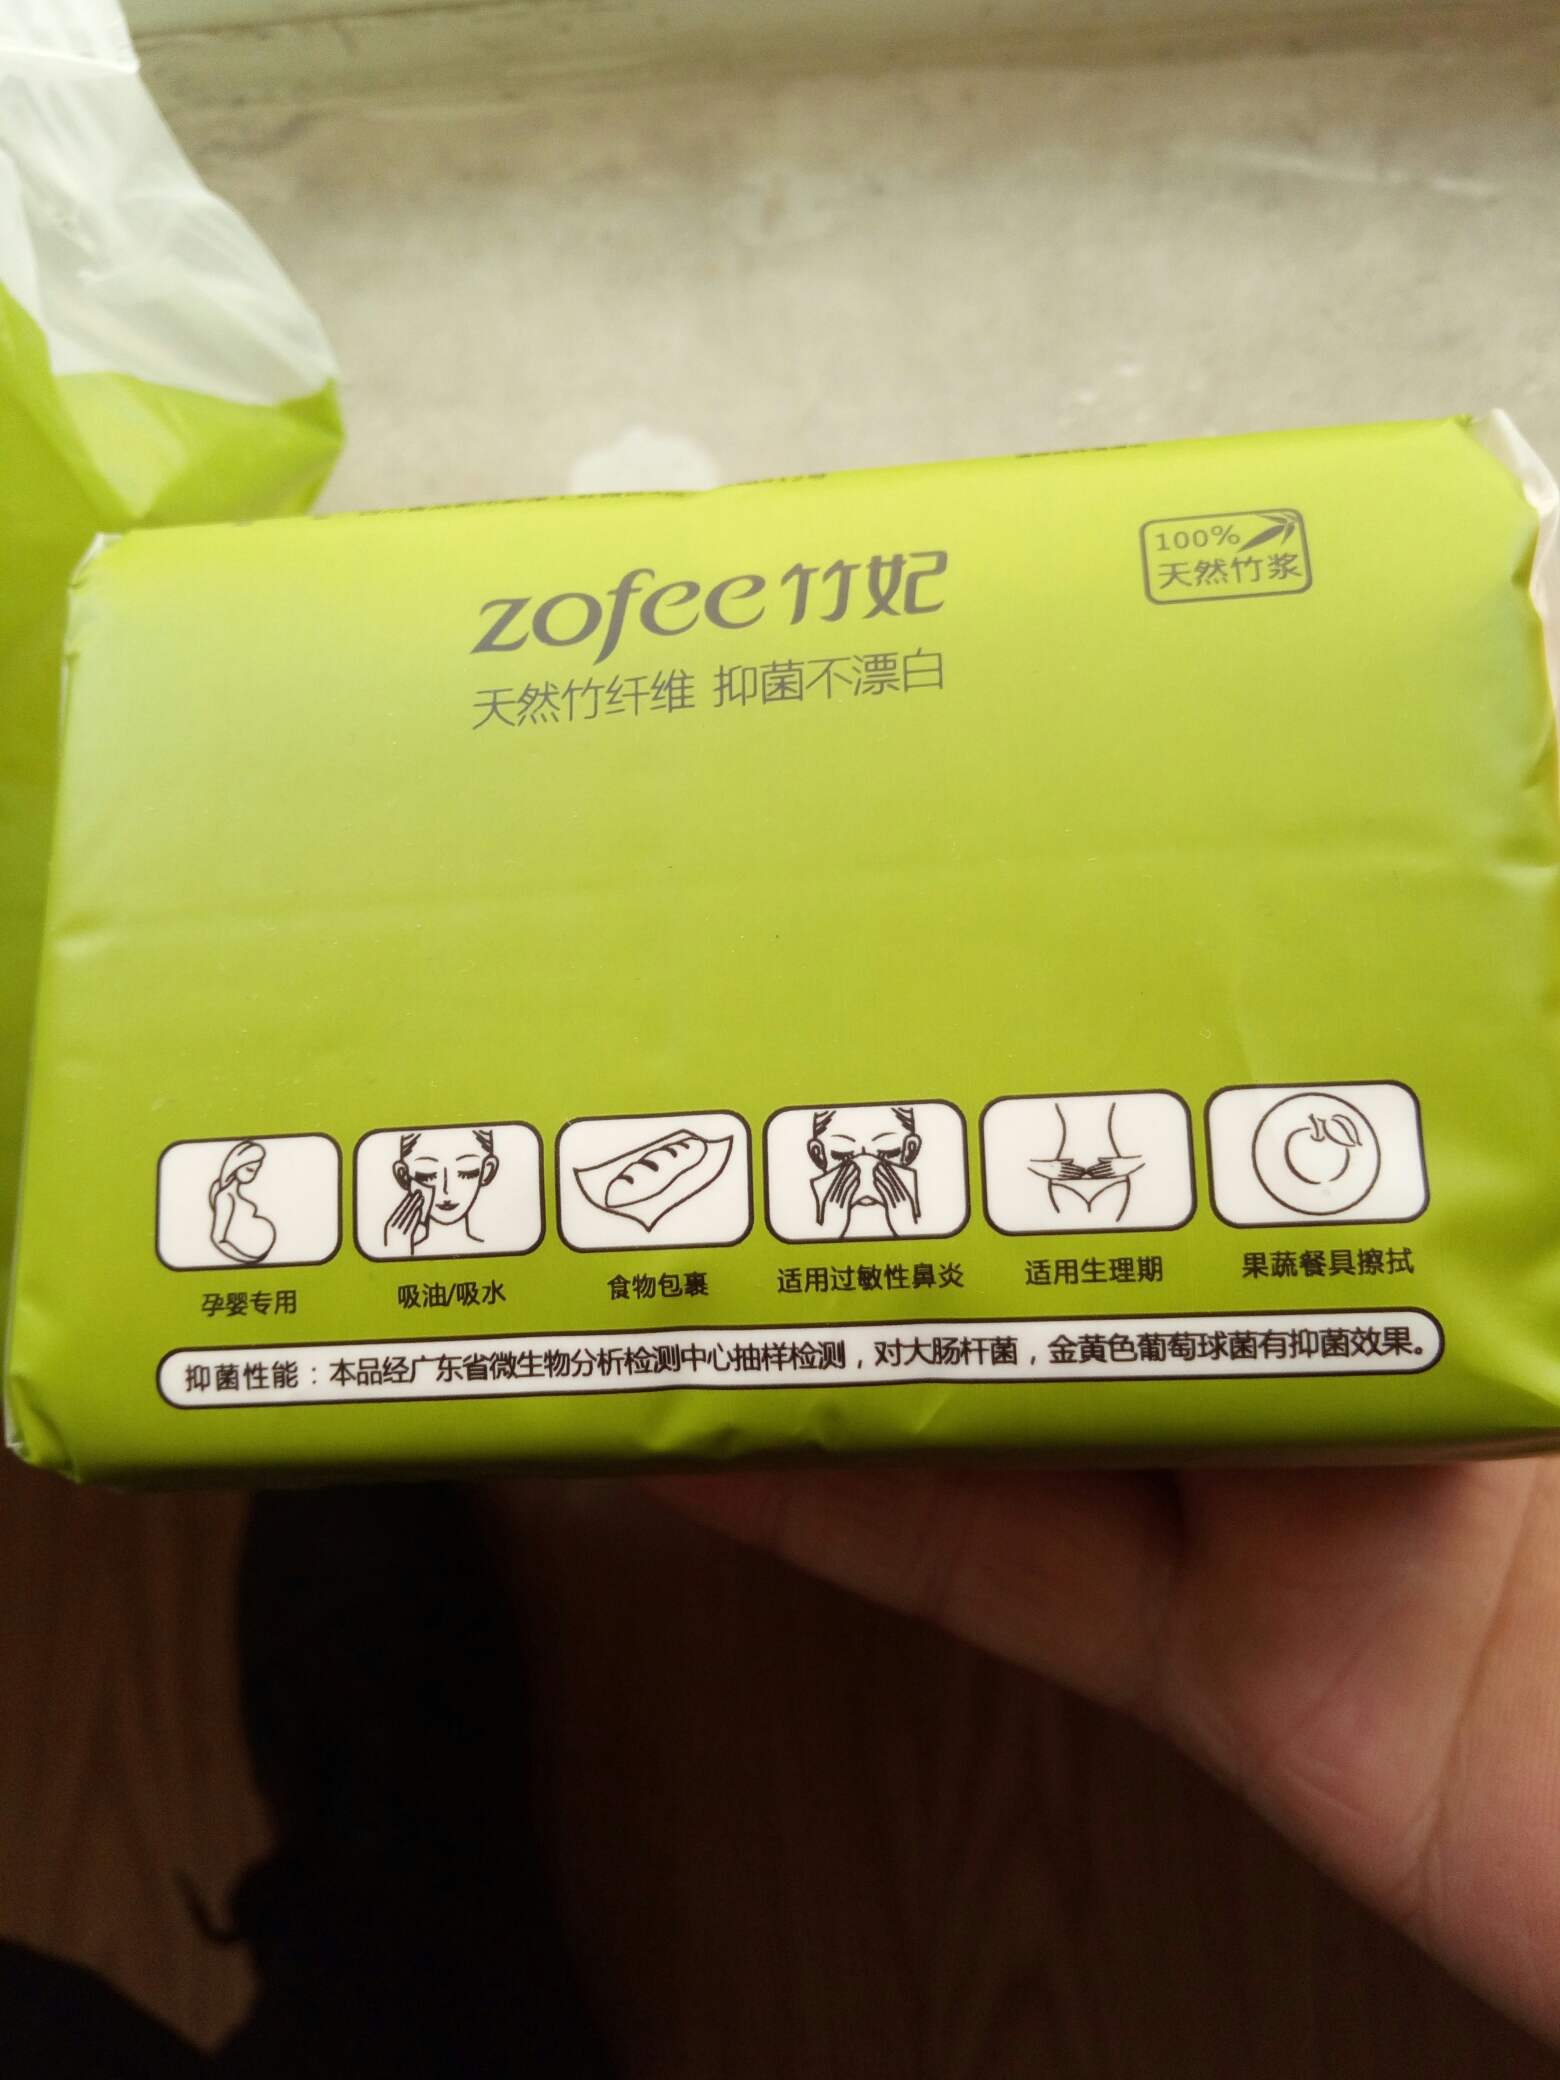 zofee竹妃
100%
天然竹浆
天然竹纤维 抑菌不漂白
孕婴专用
吸油/吸水
食物包裹
适用过敏性鼻炎
适用生理期
果蔬餐具擦拭
抑菌性能：本品经广东省微生物分析检测中心抽样检测，对大肠杆菌，金黄色葡萄球菌有抑菌效果。